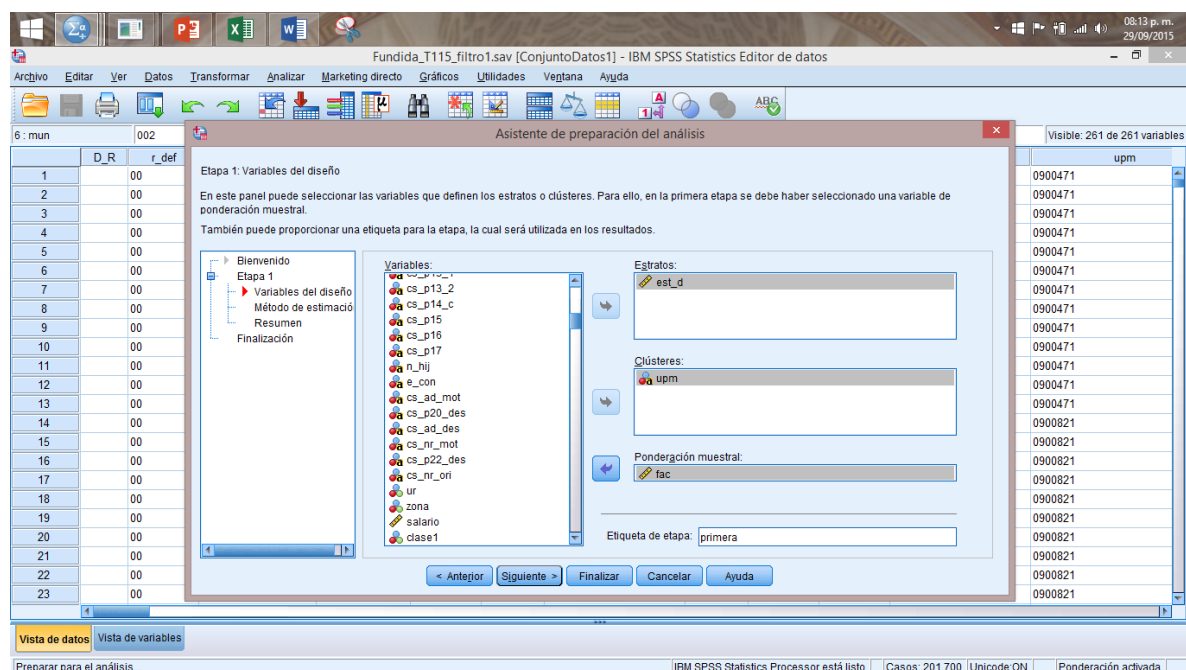 08:13 p. m.
29/09/2015
Fundida_T115_filtro1.sav [ConjuntoDatos1] - IBM SPSS Statistics Editor de datos
Archivo Editar Ver Datos Transformar Analizar Marketing directo Gráficos Utilidades Ventana Ayuda
6 : mun 002
Visible: 261 de 261 variables
Asistente de preparación del análisis
D_R r_def upm
Etapa 1: Variables del diseño
En este panel puede seleccionar las variables que definen los estratos o clústeres. Para ello, en la primera etapa se debe haber seleccionado una variable de
ponderación muestral.
También puede proporcionar una etiqueta para la etapa, la cual será utilizada en los resultados.
Bienvenido
Etapa 1
Variables del diseño
Método de estimació
Resumen
Finalización
Variables:
cs_p13_1
cs_p13_2
cs_p14_c
cs_p15
cs_p16
cs_p17
n_hij
e_con
cs_ad_mot
cs_p20_des
cs_ad_des
cs_nr_mot
cs_p22_des
cs_nr_ori
ur
zona
salario
clase1
Estratos:
est_d
Clústeres:
upm
Ponderación muestral:
fac
Etiqueta de etapa: primera
< Anterior Siguiente > Finalizar Cancelar Ayuda
1 00 0900471
2 00 0900471
3 00 0900471
4 00 0900471
5 00 0900471
6 00 0900471
7 00 0900471
8 00 0900471
9 00 0900471
10 00 0900471
11 00 0900471
12 00 0900471
13 00 0900471
14 00 0900821
15 00 0900821
16 00 0900821
17 00 0900821
18 00 0900821
19 00 0900821
20 00 0900821
21 00 0900821
22 00 0900821
23 00 0900821
Vista de datos Vista de variables
Preparar para el análisis IBM SPSS Statistics Processor está listo Casos: 201,700 Unicode:ON Ponderación activada